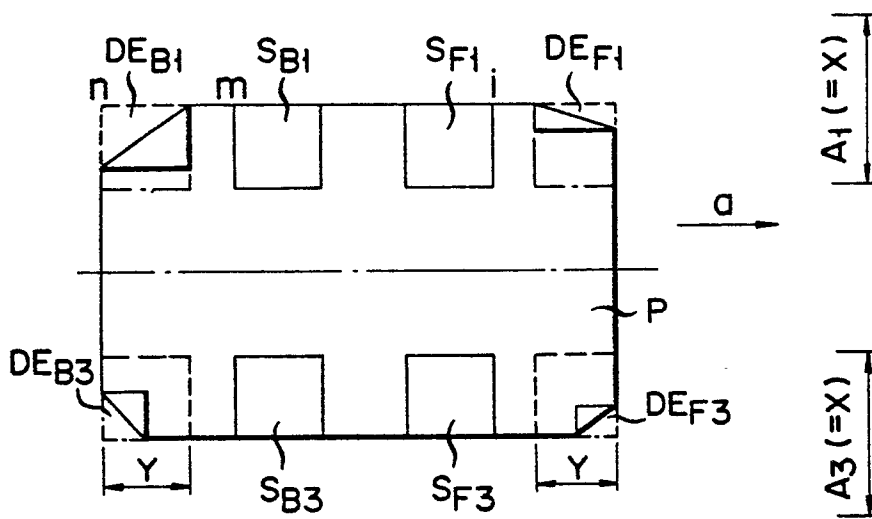 DEB1 SB1 SF1 DEF1
n m i
A1 (=X)
a
P
DEB3 DEF3
A3 (=X)
Y Y
SB3 SF3